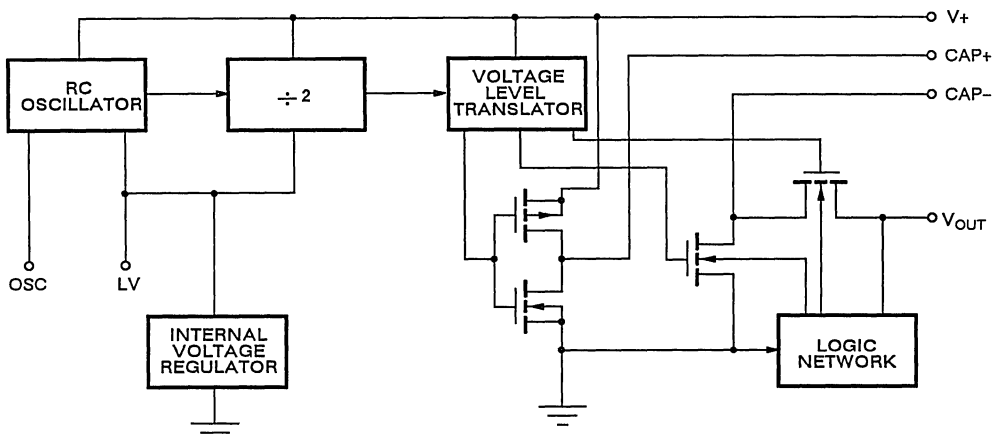 V+
CAP+
CAP−
RC
OSCILLATOR
÷2
VOLTAGE
LEVEL
TRANSLATOR
VOUT
OSC
LV
INTERNAL
VOLTAGE
REGULATOR
LOGIC
NETWORK